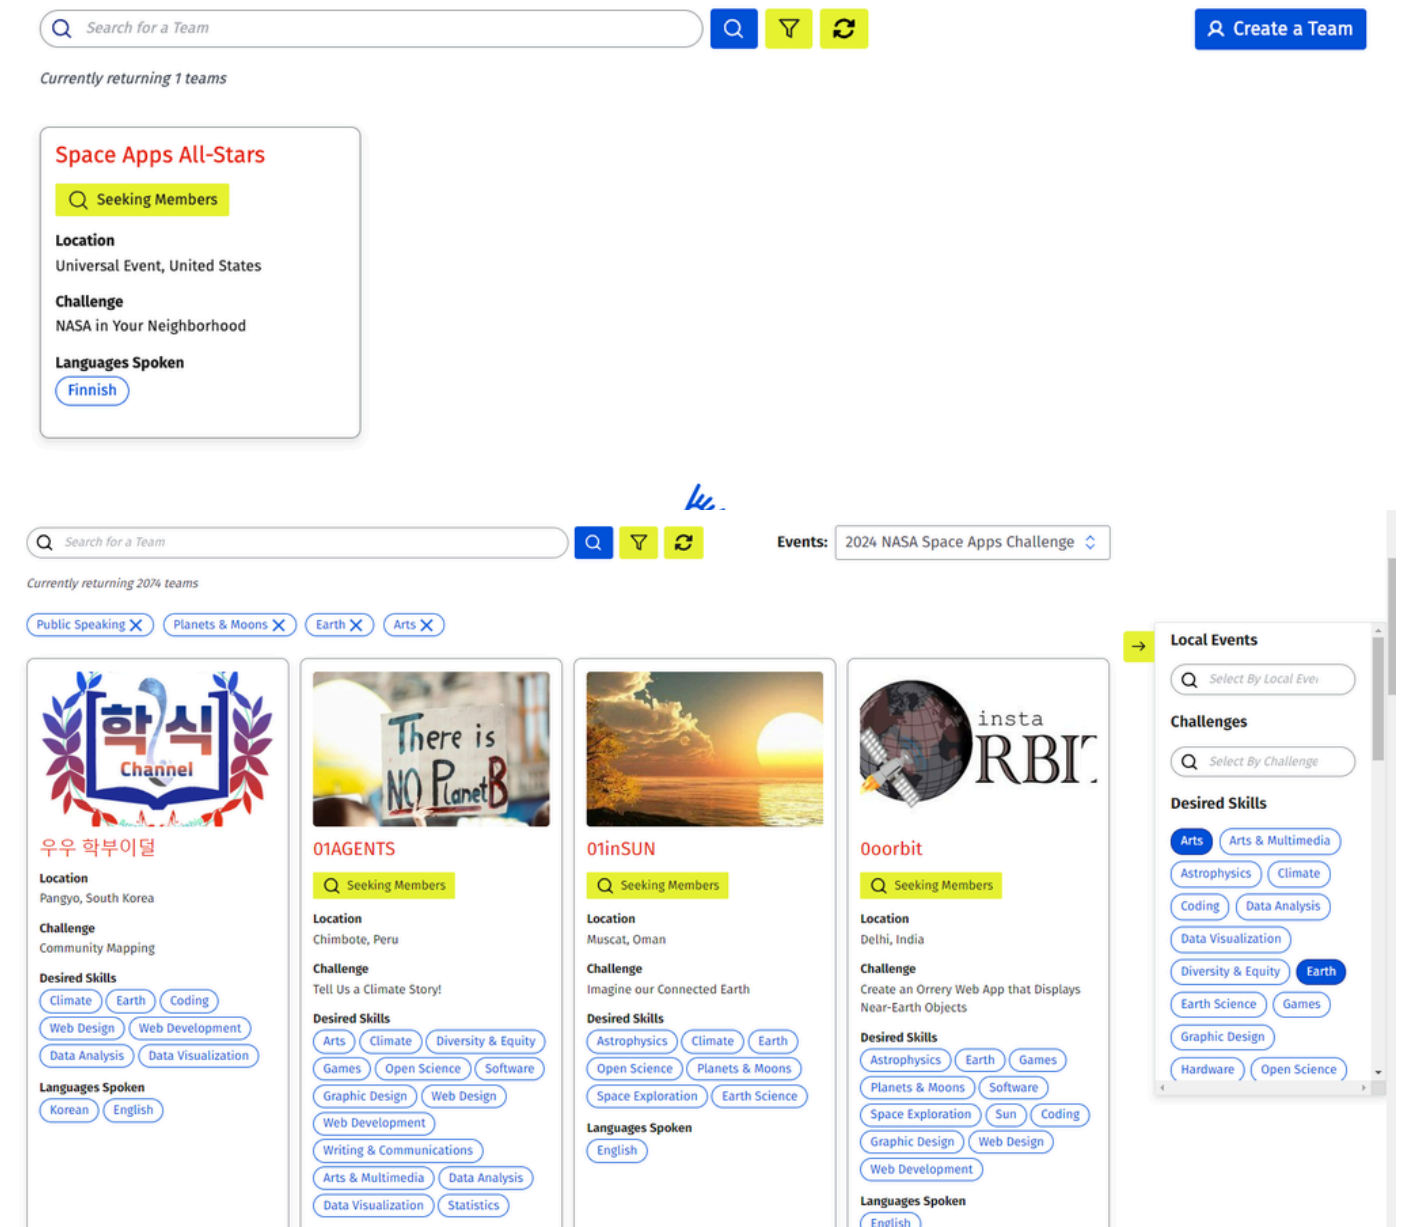 Search for a Team
Create a Team
Currently returning 1 teams
Space Apps All-Stars
Seeking Members
Location
Universal Event, United States
Challenge
NASA in Your Neighborhood
Languages Spoken
Finnish
Search for a Team
Events: 2024 NASA Space Apps Challenge
Currently returning 2074 teams
Public Speaking Planets & Moons Earth Arts
학식
Channel
우우 학부이덜
Location
Pangyo, South Korea
Challenge
Community Mapping
Desired Skills
Climate Earth Coding
Web Design Web Development
Data Analysis Data Visualization
Languages Spoken
Korean English
There is
NO Planet B
01AGENTS
Seeking Members
Location
Chimbote, Peru
Challenge
Tell Us a Climate Story!
Desired Skills
Arts Climate Diversity & Equity
Games Open Science Software
Graphic Design Web Design
Web Development
Writing & Communications
Arts & Multimedia Data Analysis
Data Visualization Statistics
01inSUN
Seeking Members
Location
Muscat, Oman
Challenge
Imagine our Connected Earth
Desired Skills
Astrophysics Climate Earth
Open Science Planets & Moons
Space Exploration Earth Science
Languages Spoken
English
insta
RBIT
0oorbit
Seeking Members
Location
Delhi, India
Challenge
Create an Orrery Web App that Displays
Near-Earth Objects
Desired Skills
Astrophysics Earth Games
Planets & Moons Software
Space Exploration Sun Coding
Graphic Design Web Design
Web Development
Languages Spoken
English
Local Events
Select By Local Eve
Challenges
Select By Challenge
Desired Skills
Arts Arts & Multimedia
Astrophysics Climate
Coding Data Analysis
Data Visualization
Diversity & Equity Earth
Earth Science Games
Graphic Design
Hardware Open Science